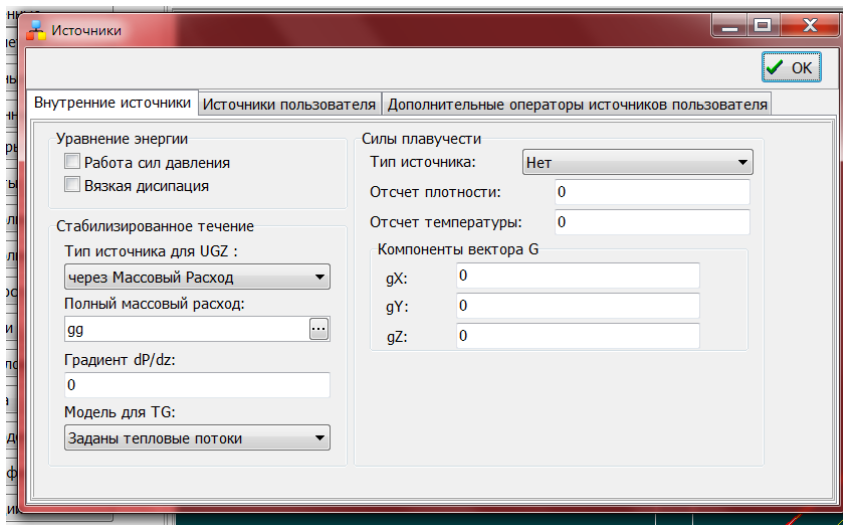 Источники
OK
Внутренние источники
Источники пользователя
Дополнительные операторы источников пользователя
Уравнение энергии
Работа сил давления
Вязкая дисипация
Стабилизированное течение
Тип источника для UGZ :
через Массовый Расход
Полный массовый расход:
gg
...
Градиент dP/dz:
0
Модель для TG:
Заданы тепловые потоки
Силы плавучести
Тип источника:
Нет
Отсчет плотности:
0
Отсчет температуры:
0
Компоненты вектора G
gX:
0
gY:
0
gZ:
0